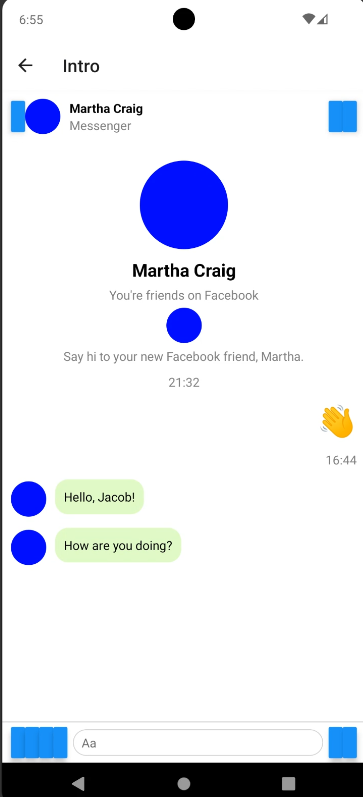 6:55
Intro
Martha Craig
Messenger
Martha Craig
You're friends on Facebook
Say hi to your new Facebook friend, Martha.
21:32
16:44
Hello, Jacob!
How are you doing?
Aa